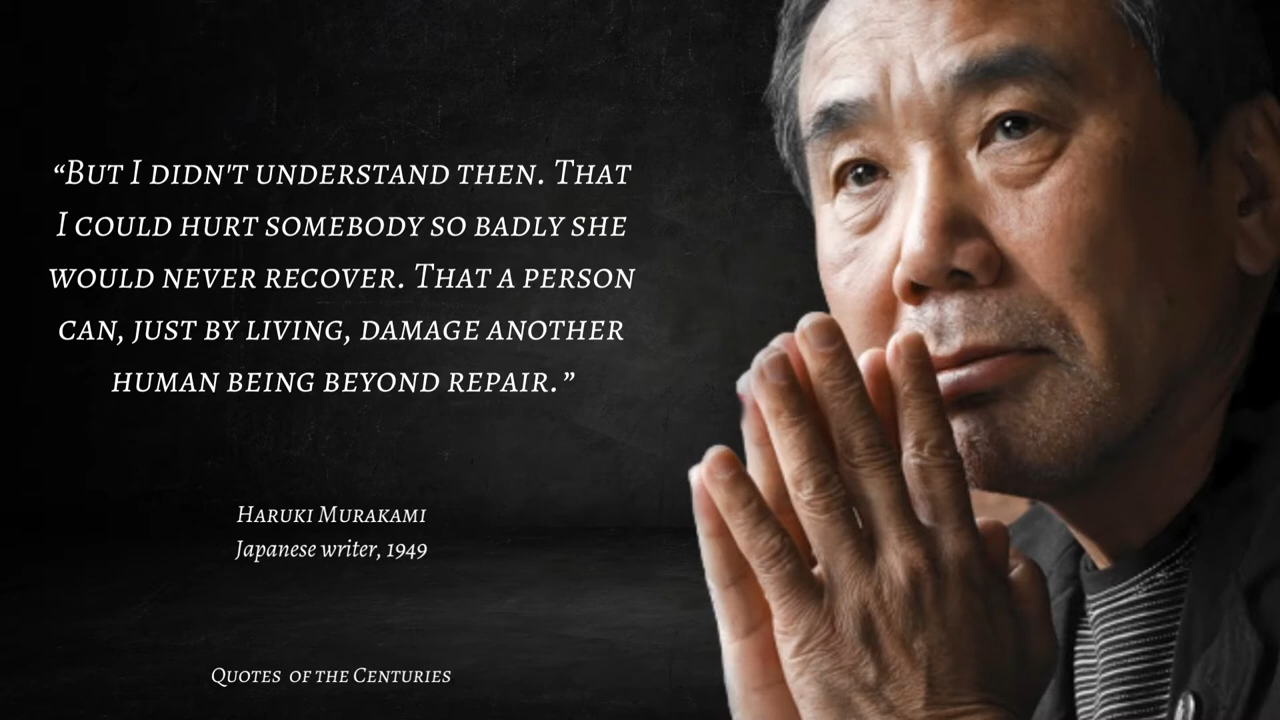 “But I didn't understand then. That
I could hurt somebody so badly she
would never recover. That a person
can, just by living, damage another
human being beyond repair.”
Haruki Murakami
Japanese writer, 1949
Quotes of the Centuries